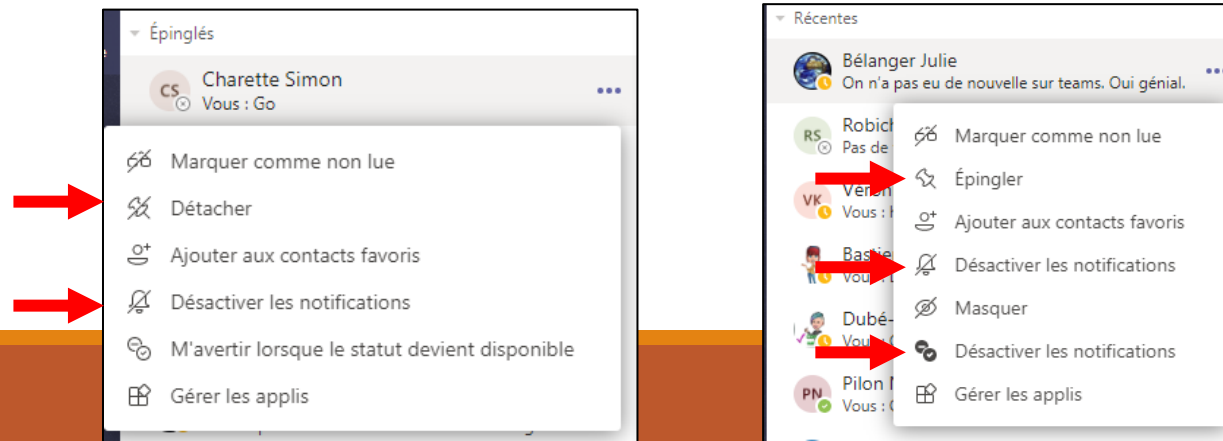 Épinglés
CS
Charette Simon
Vous : Go
Marquer comme non lue
Détacher
Ajouter aux contacts favoris
Désactiver les notifications
M'avertir lorsque le statut devient disponible
Gérer les applis
Récentes
Bélanger Julie
On n'a pas eu de nouvelle sur teams. Oui génial.
RS
Pas de
VK
Vous :
Vous :
Dubé-
Vous :
PN
Pilon
Vous :
Marquer comme non lue
Épingler
Ajouter aux contacts favoris
Désactiver les notifications
Masquer
Désactiver les notifications
Gérer les applis